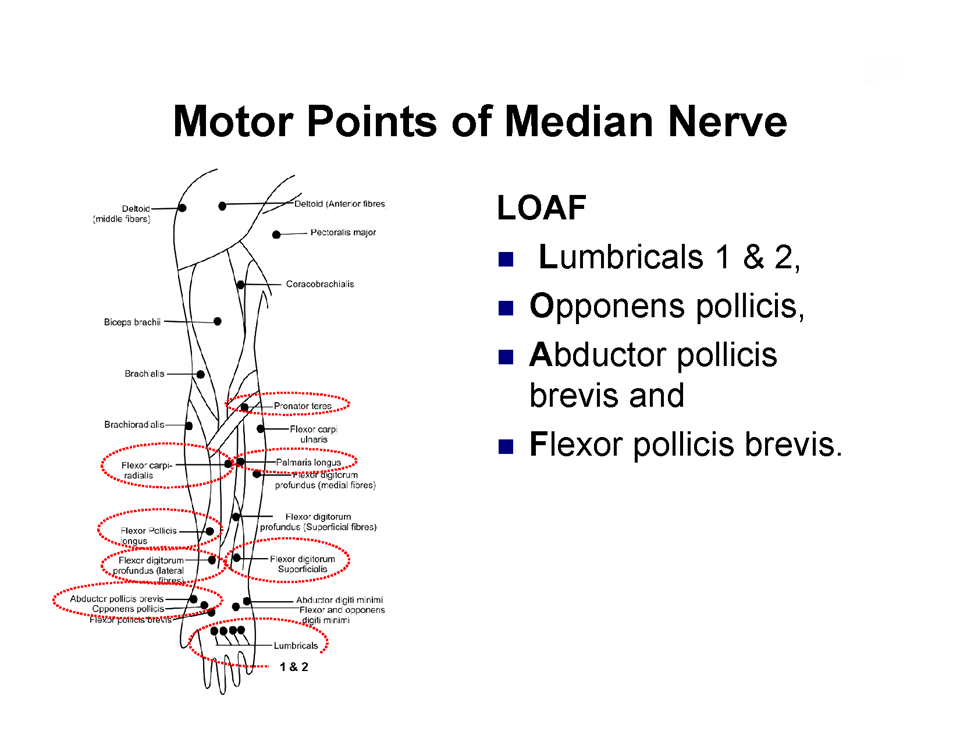 Motor Points of Median Nerve
Deltoid
(middle fibers)
Deltoid (Anterior fibres
Pectoralis major
Coracobrachialis
Biceps brachii
Brach alis
Pronator teres
Brachiorad alis
Flexor carpi
ulnaris
Flexor carpi-
radialis
Palmaris longus
Flexor digitorum
profundus (medial fibres)
Flexor digitorum
profundus (Superficial fibres)
Flexor Pollicis
longus
Flexor digitorum
profundus (lateral
fibres)
Flexor digitorum
Superficialis
Abductor pollicis brevis
Opponens pollicis
Flexor pollicis brevis
Abductor digiti minimi
Flexor and opponens
digiti minimi
Lumbricals
1 & 2
LOAF
Lumbricals 1 & 2,
Opponens pollicis,
Abductor pollicis
brevis and
Flexor pollicis brevis.